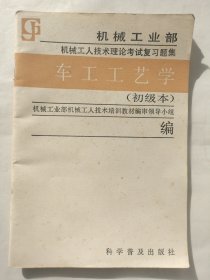 机械工业部
机械工人技术理论考试复习题集
车工工艺学
(初级本)
机械工业部机械工人技术培训教材编审领导小组
编
科学普及出版社